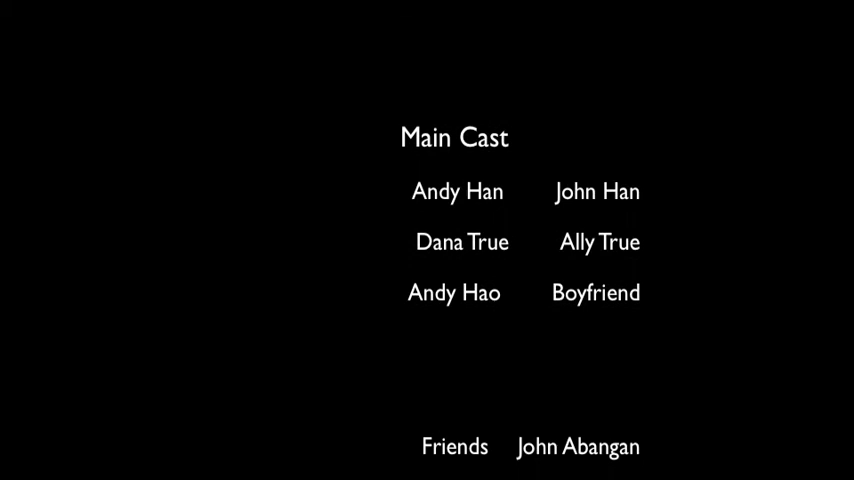 Main Cast
Andy Han John Han
Dana True Ally True
Andy Hao Boyfriend
Friends John Abangan